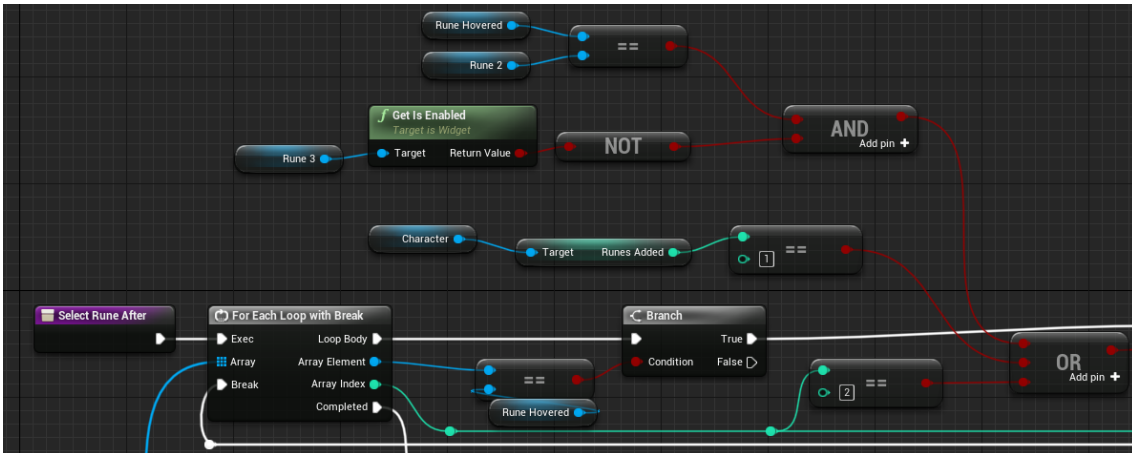 Rune Hovered
==
Rune 2
Get Is Enabled
Target is Widget
Target Return Value
Rune 3
NOT
AND
Add pin +
Character
Target Runes Added
1 ==
Select Rune After
For Each Loop with Break
Exec Loop Body
Array Array Element
Break Array Index
Completed
==
Rune Hovered
Branch
True
Condition False
2 ==
OR
Add pin +